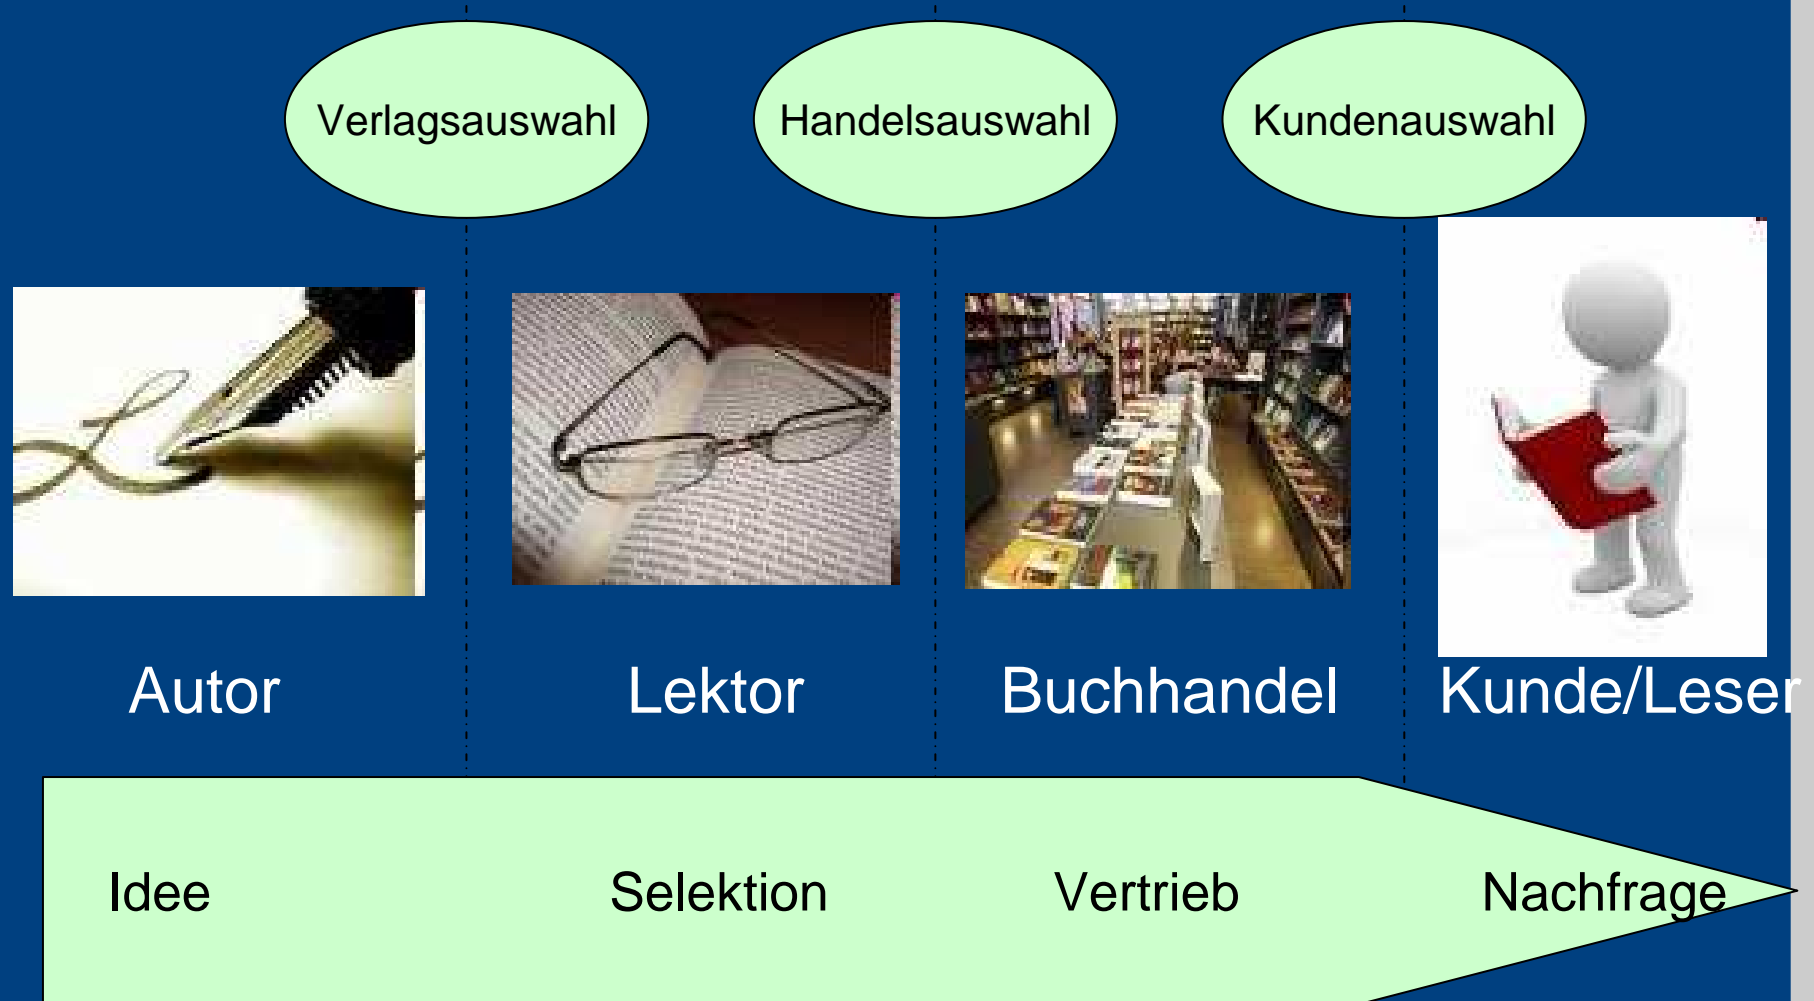 Verlagsauswahl
Handelsauswahl
Kundenauswahl
Autor
Lektor
Buchhandel
Kunde/Leser
Idee
Selektion
Vertrieb
Nachfrage